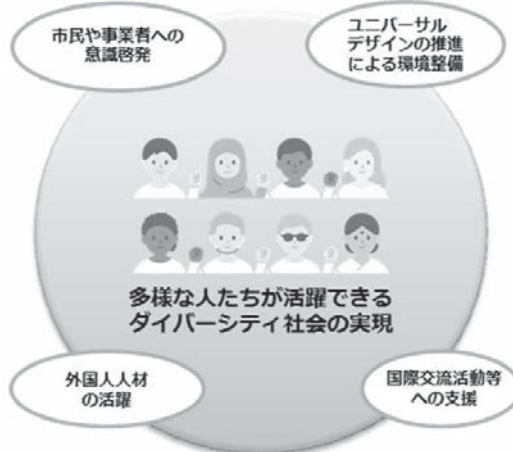 市民や事業者への
意識啓発
ユニバーサル
デザインの推進
による環境整備
多様な人たちが活躍できる
ダイバーシティ社会の実現
外国人人材
の活躍
国際交流活動等
への支援